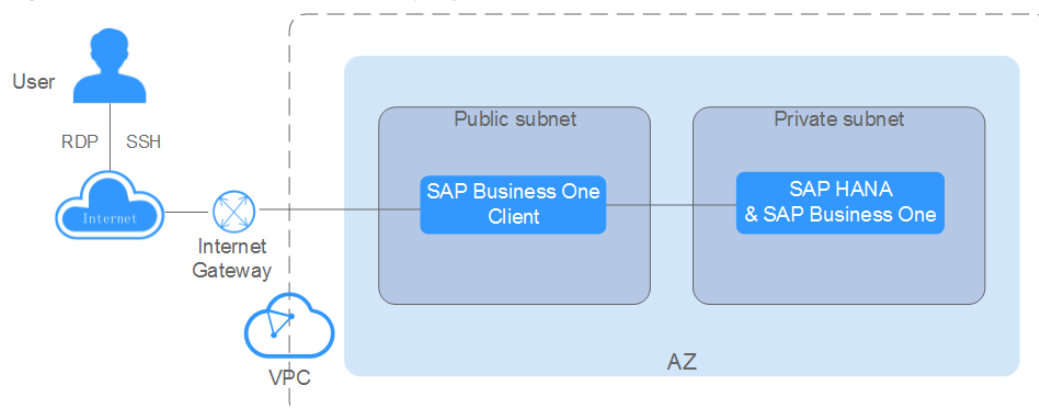 User
RDP
SSH
Internet
Internet
Gateway
VPC
Public subnet
SAP Business One
Client
Private subnet
SAP HANA
& SAP Business One
AZ